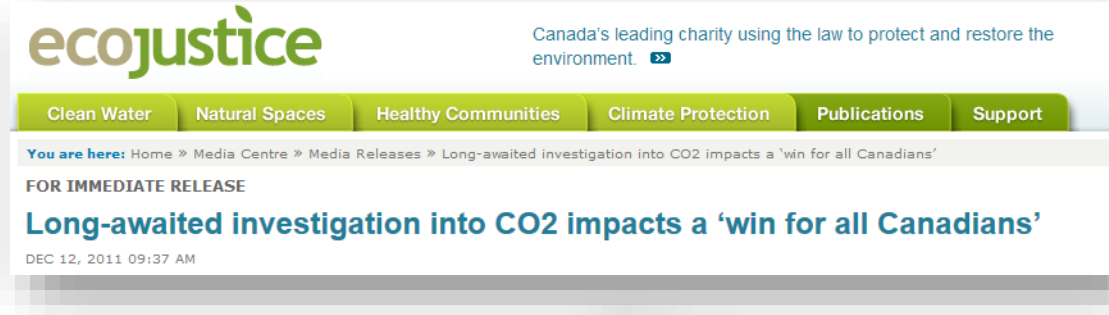 ecojustice
Canada's leading charity using the law to protect and restore the
environment.
Clean Water Natural Spaces Healthy Communities Climate Protection Publications Support
You are here: Home » Media Centre » Media Releases » Long-awaited investigation into CO2 impacts a ‘win for all Canadians’
FOR IMMEDIATE RELEASE
Long-awaited investigation into CO2 impacts a ‘win for all Canadians’
DEC 12, 2011 09:37 AM